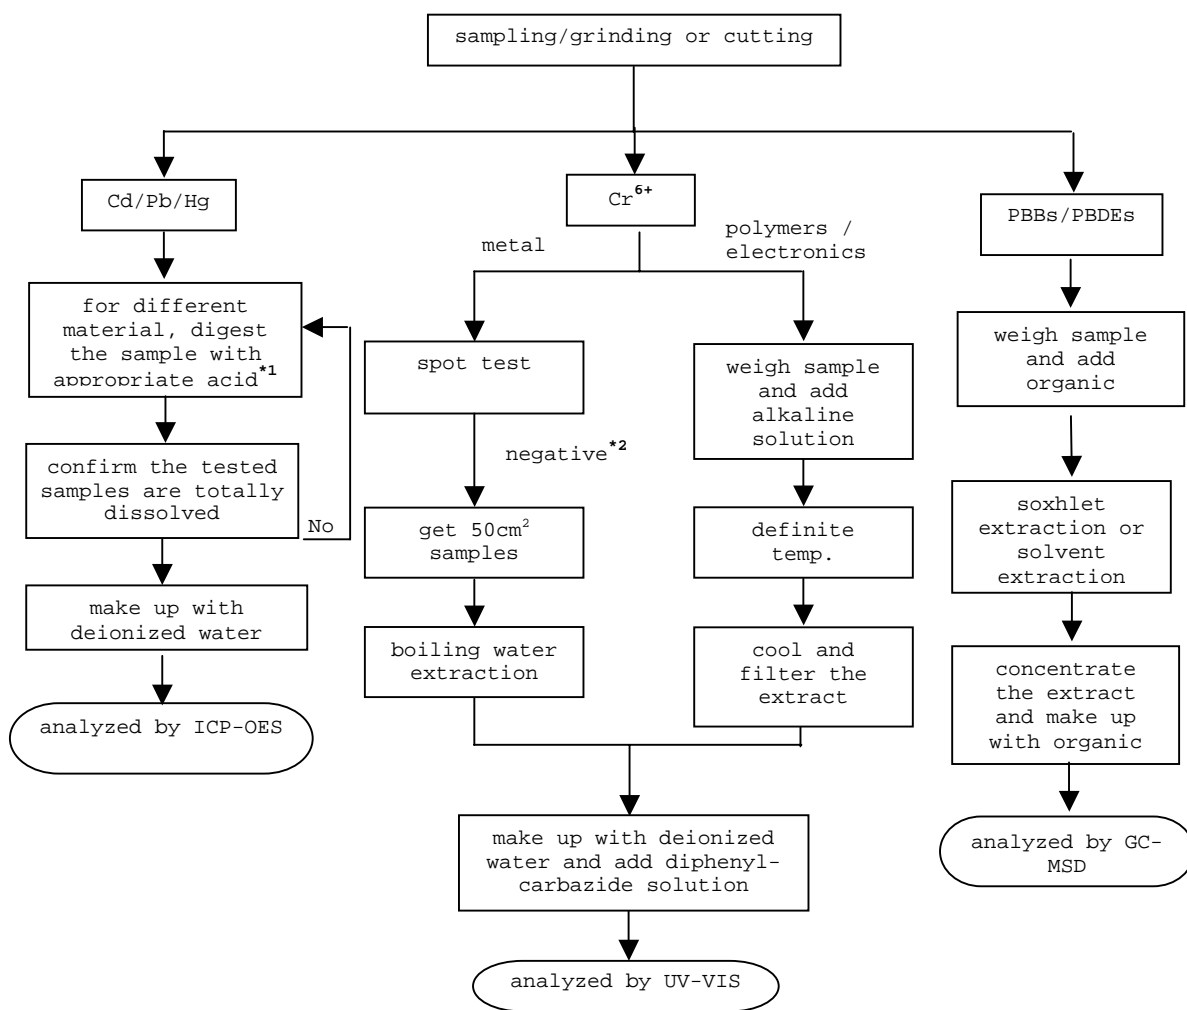 sampling/grinding or cutting
Cd/Pb/Hg
for different
material, digest
the sample with
appropriate acid*1
confirm the tested
samples are totally
dissolved
No
make up with
deionized water
analyzed by ICP-OES
Cr6+
metal
polymers /
electronics
spot test
negative*2
get 50cm2
samples
boiling water
extraction
weigh sample
and add
alkaline
solution
definite
temp.
cool and
filter the
extract
make up with deionized
water and add diphenyl-
carbazide solution
analyzed by UV-VIS
PBBs/PBDEs
weigh sample
and add
organic
soxhlet
extraction or
solvent
extraction
concentrate
the extract
and make up
with organic
analyzed by GC-
MSD